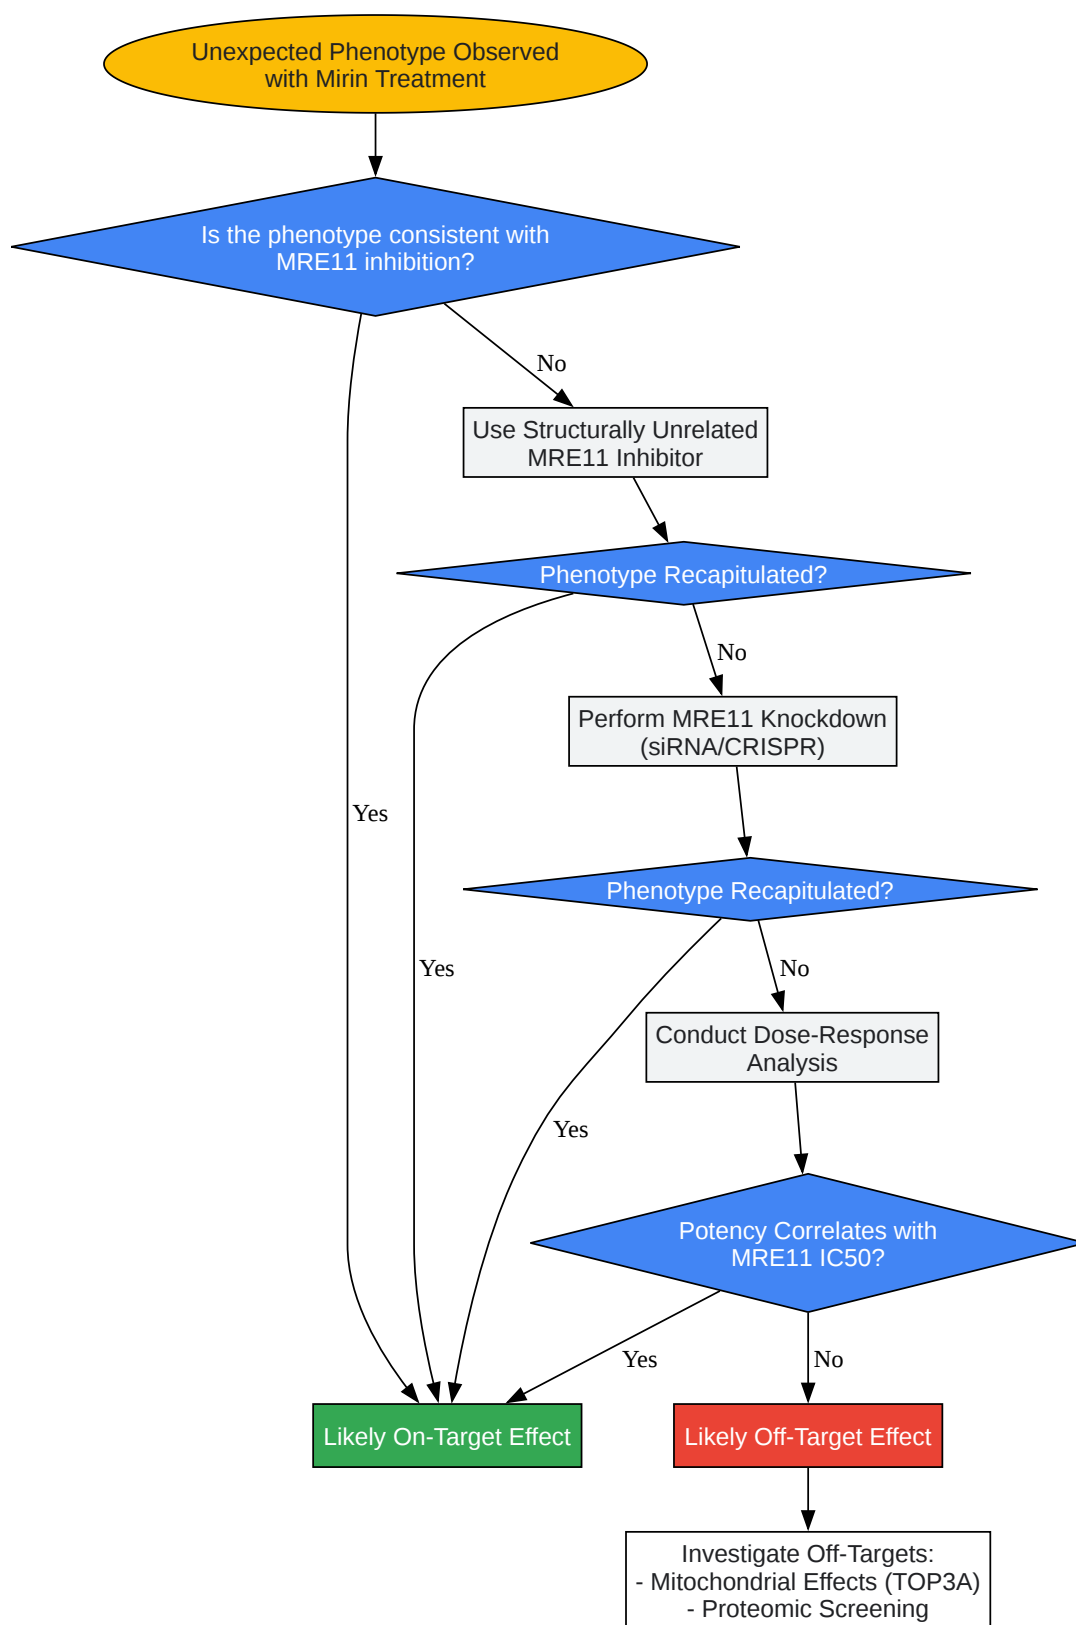 Unexpected Phenotype Observed
with Mirin Treatment
Is the phenotype consistent with
MRE11 inhibition?
No
Use Structurally Unrelated
MRE11 Inhibitor
Phenotype Recapitulated?
No
Perform MRE11 Knockdown
(siRNA/CRISPR)
Yes
Phenotype Recapitulated?
Yes
No
Conduct Dose-Response
Analysis
Yes
Potency Correlates with
MRE11 IC50?
Yes
No
Likely On-Target Effect
Likely Off-Target Effect
Investigate Off-Targets:
- Mitochondrial Effects (TOP3A)
- Proteomic Screening